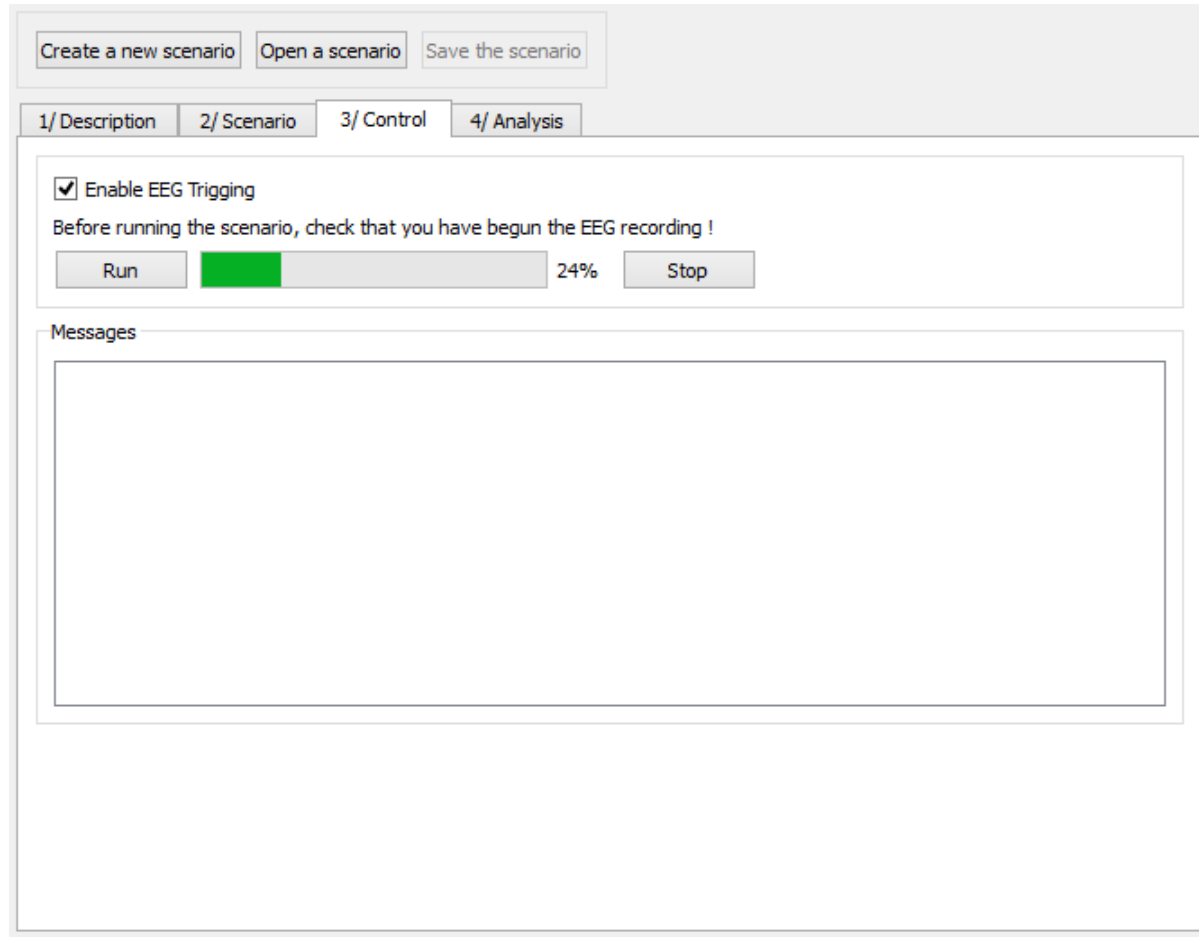 Create a new scenario Open a scenario Save the scenario
1/ Description 2/ Scenario 3/ Control 4/ Analysis
Enable EEG Trigging
Before running the scenario, check that you have begun the EEG recording !
Run 24% Stop
Messages